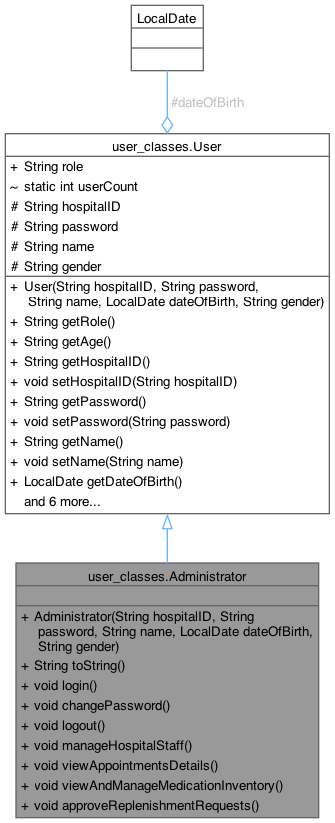 LocalDate
#dateOfBirth
user_classes.User
+ String role
~ static int userCount
# String hospitalID
# String password
# String name
# String gender
+ User(String hospitalID, String password,
String name, LocalDate dateOfBirth, String gender)
+ String getRole()
+ String getAge()
+ String getHospitalID()
+ void setHospitalID(String hospitalID)
+ String getPassword()
+ void setPassword(String password)
+ String getName()
+ void setName(String name)
+ LocalDate getDateOfBirth()
and 6 more...
user_classes.Administrator
+ Administrator(String hospitalID, String
password, String name, LocalDate dateOfBirth,
String gender)
+ String toString()
+ void login()
+ void changePassword()
+ void logout()
+ void manageHospitalStaff()
+ void viewAppointmentsDetails()
+ void viewAndManageMedicationInventory()
+ void approveReplenishmentRequests()